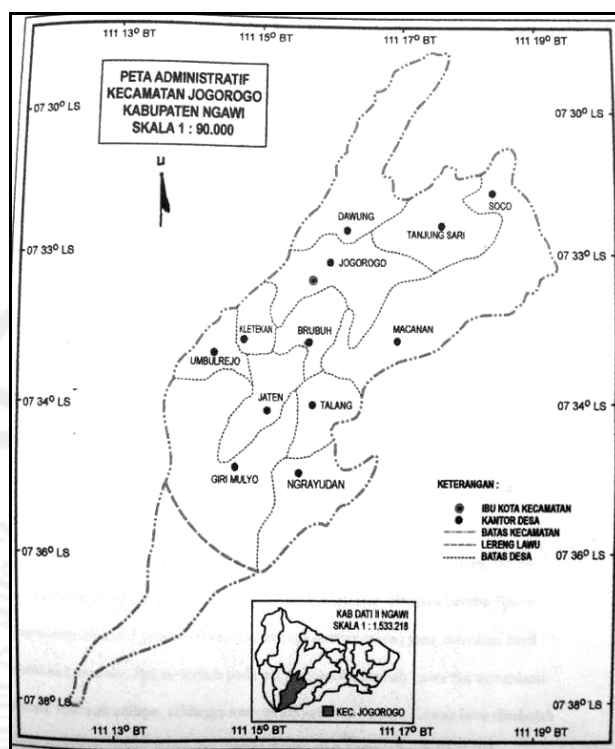 111 13° BT
111 15° BT
111 17° BT
111 19° BT
PETA ADMINISTRATIF
KECAMATAN JOGOROGO
KABUPATEN NGAWI
SKALA 1 : 90.000
07 30° LS
07 30° LS
U
SOCO
DAWUNG
TANJUNG SARI
07 33° LS
JOGOROGO
07 33° LS
KLETEKAN
BRUBUH
MACANAN
UMBULREJO
07 34° LS
JATEN
TALANG
07 34° LS
GIRI MULYO
NGRAYUDAN
KETERANGAN :
IBU KOTA KECAMATAN
KANTOR DESA
BATAS KECAMATAN
LERENG LAWU
BATAS DESA
07 36° LS
07 36° LS
KAB DATI II NGAWI
SKALA 1 : 1.533.218
KEC. JOGOROGO
07 38° LS
07 38° LS
111 13° BT
111 15° BT
111 17° BT
111 19° BT